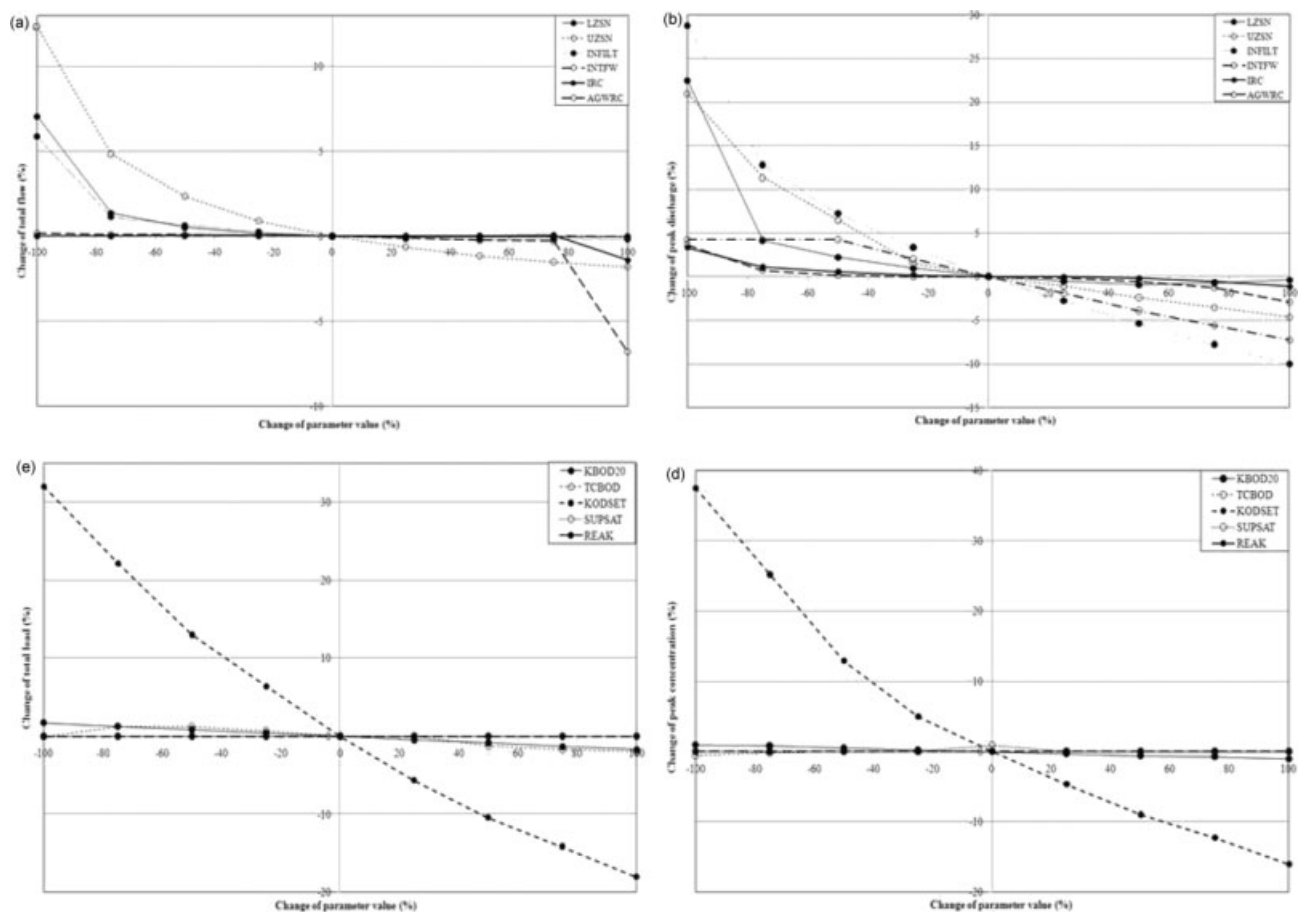 (a)
Change of total flow (%)
10
5
-5
-10
-100
-80
-60
-40
-20
0
20
40
60
80
100
Change of parameter value (%)
LZSN
UZSN
INFILT
INTFW
IRC
AGWRC
(b)
Change of peak discharge (%)
30
25
20
15
10
5
0
-5
-10
-15
100
-80
-60
-40
-20
0
20
40
60
80
100
Change of parameter value (%)
LZSN
UZSN
INFILT
INTFW
IRC
AGWRC
(e)
Change of total load (%)
30
20
10
-10
-20
-100
-80
-60
-40
-20
0
20
40
60
80
100
Change of parameter value (%)
KBOD20
TCBOD
KODSET
SUPSAT
REAK
(d)
Change of peak concentration (%)
40
30
20
10
-10
-20
-100
-80
-60
-40
-20
0
20
40
60
80
100
Change of parameter value (%)
KBOD20
TCBOD
KODSET
SUPSAT
REAK